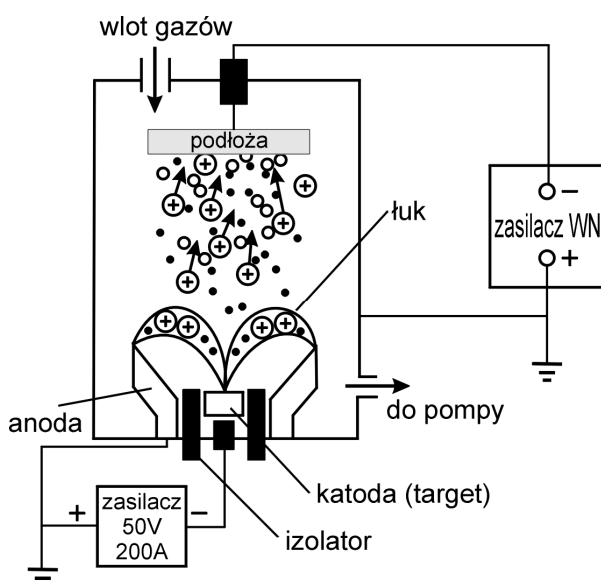 wlot gazów
podłoża
−
zasilacz WN
+
łuk
anoda
do pompy
katoda (target)
izolator
+
zasilacz
50V
200A
−